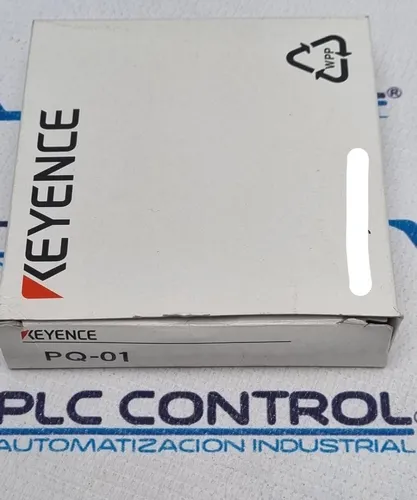 WPP
KEYENCE
KEYENCE
PQ-01
®
PLC CONTROL
AUTOMATIZACION INDUSTRIAL